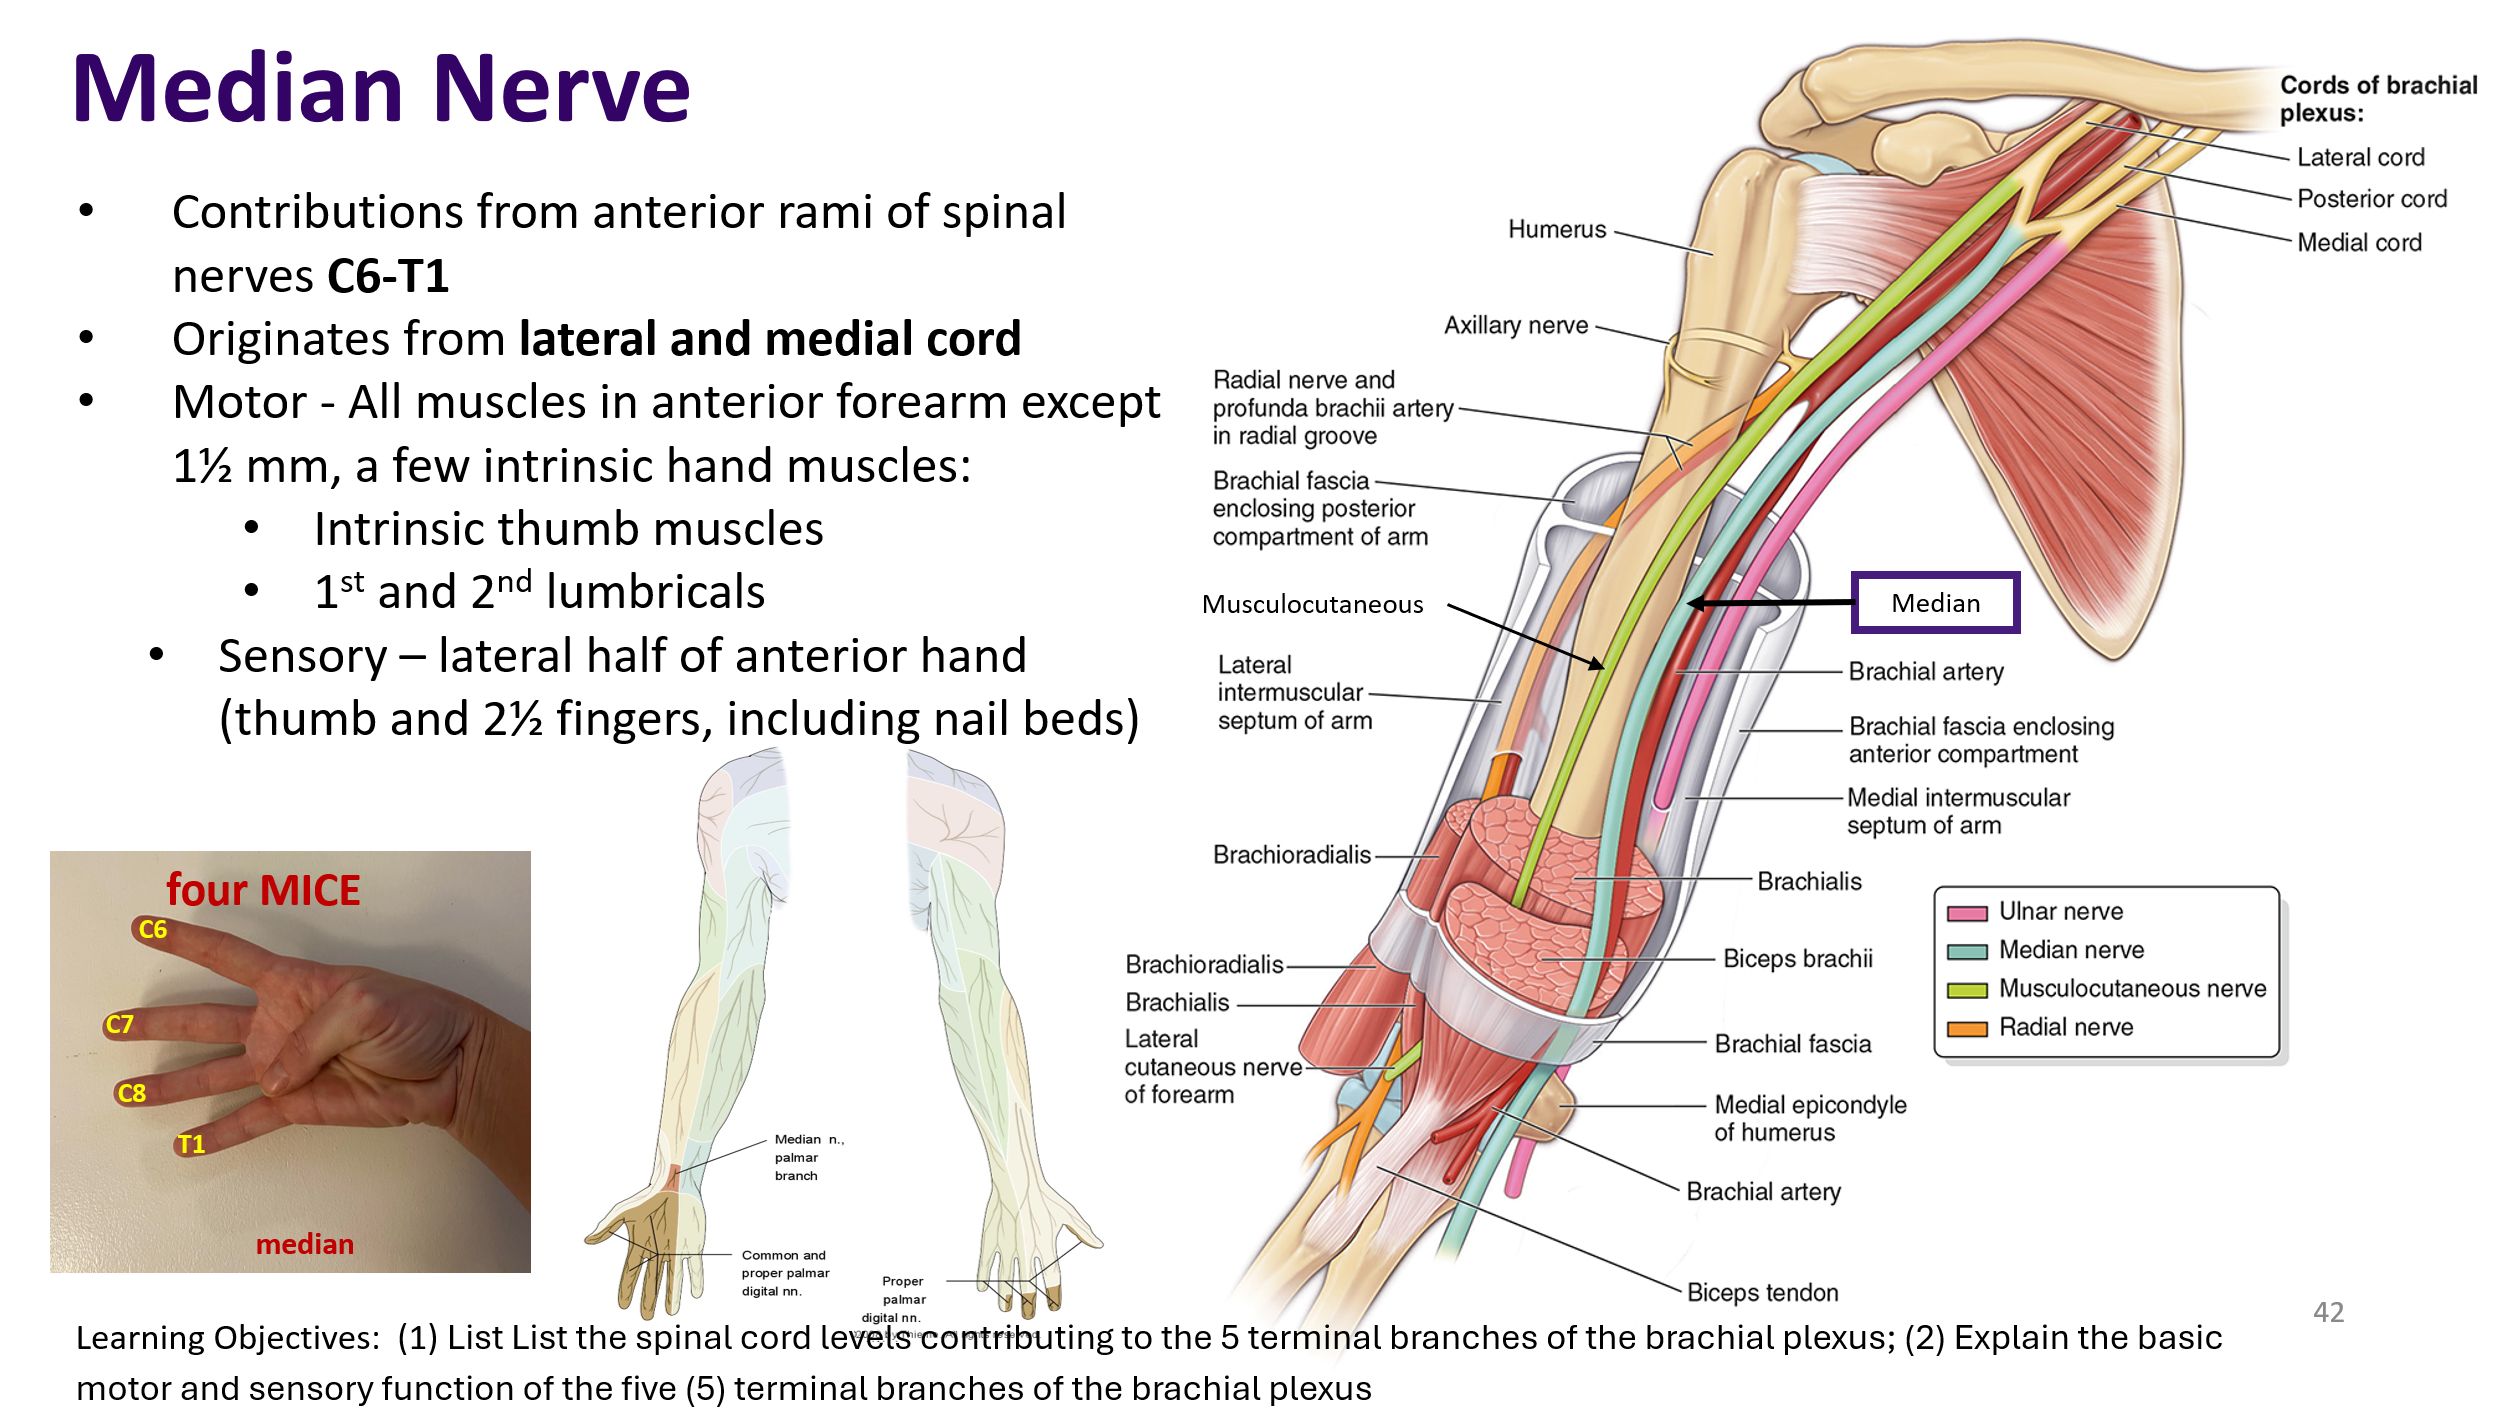 Median Nerve
• Contributions from anterior rami of spinal
nerves C6-T1
• Originates from lateral and medial cord
• Motor - All muscles in anterior forearm except
1½ mm, a few intrinsic hand muscles:
• Intrinsic thumb muscles
• 1st and 2nd lumbricals
• Sensory – lateral half of anterior hand
(thumb and 2½ fingers, including nail beds)
four MICE
C6
C7
C8
T1
median
Median n.,
palmar
branch
Common and
proper palmar
digital nn.
Proper
palmar
digital nn.
Cords of brachial
plexus:
Lateral cord
Posterior cord
Medial cord
Humerus
Axillary nerve
Radial nerve and
profunda brachii artery
in radial groove
Brachial fascia
enclosing posterior
compartment of arm
Musculocutaneous
Median
Lateral
intermuscular
septum of arm
Brachial artery
Brachial fascia enclosing
anterior compartment
Medial intermuscular
septum of arm
Brachioradialis
Brachialis
Biceps brachii
Brachioradialis
Brachialis
Lateral
cutaneous nerve
of forearm
Brachial fascia
Medial epicondyle
of humerus
Brachial artery
Biceps tendon
Ulnar nerve
Median nerve
Musculocutaneous nerve
Radial nerve
42
Learning Objectives: (1) List List the spinal cord levels contributing to the 5 terminal branches of the brachial plexus; (2) Explain the basic
motor and sensory function of the five (5) terminal branches of the brachial plexus